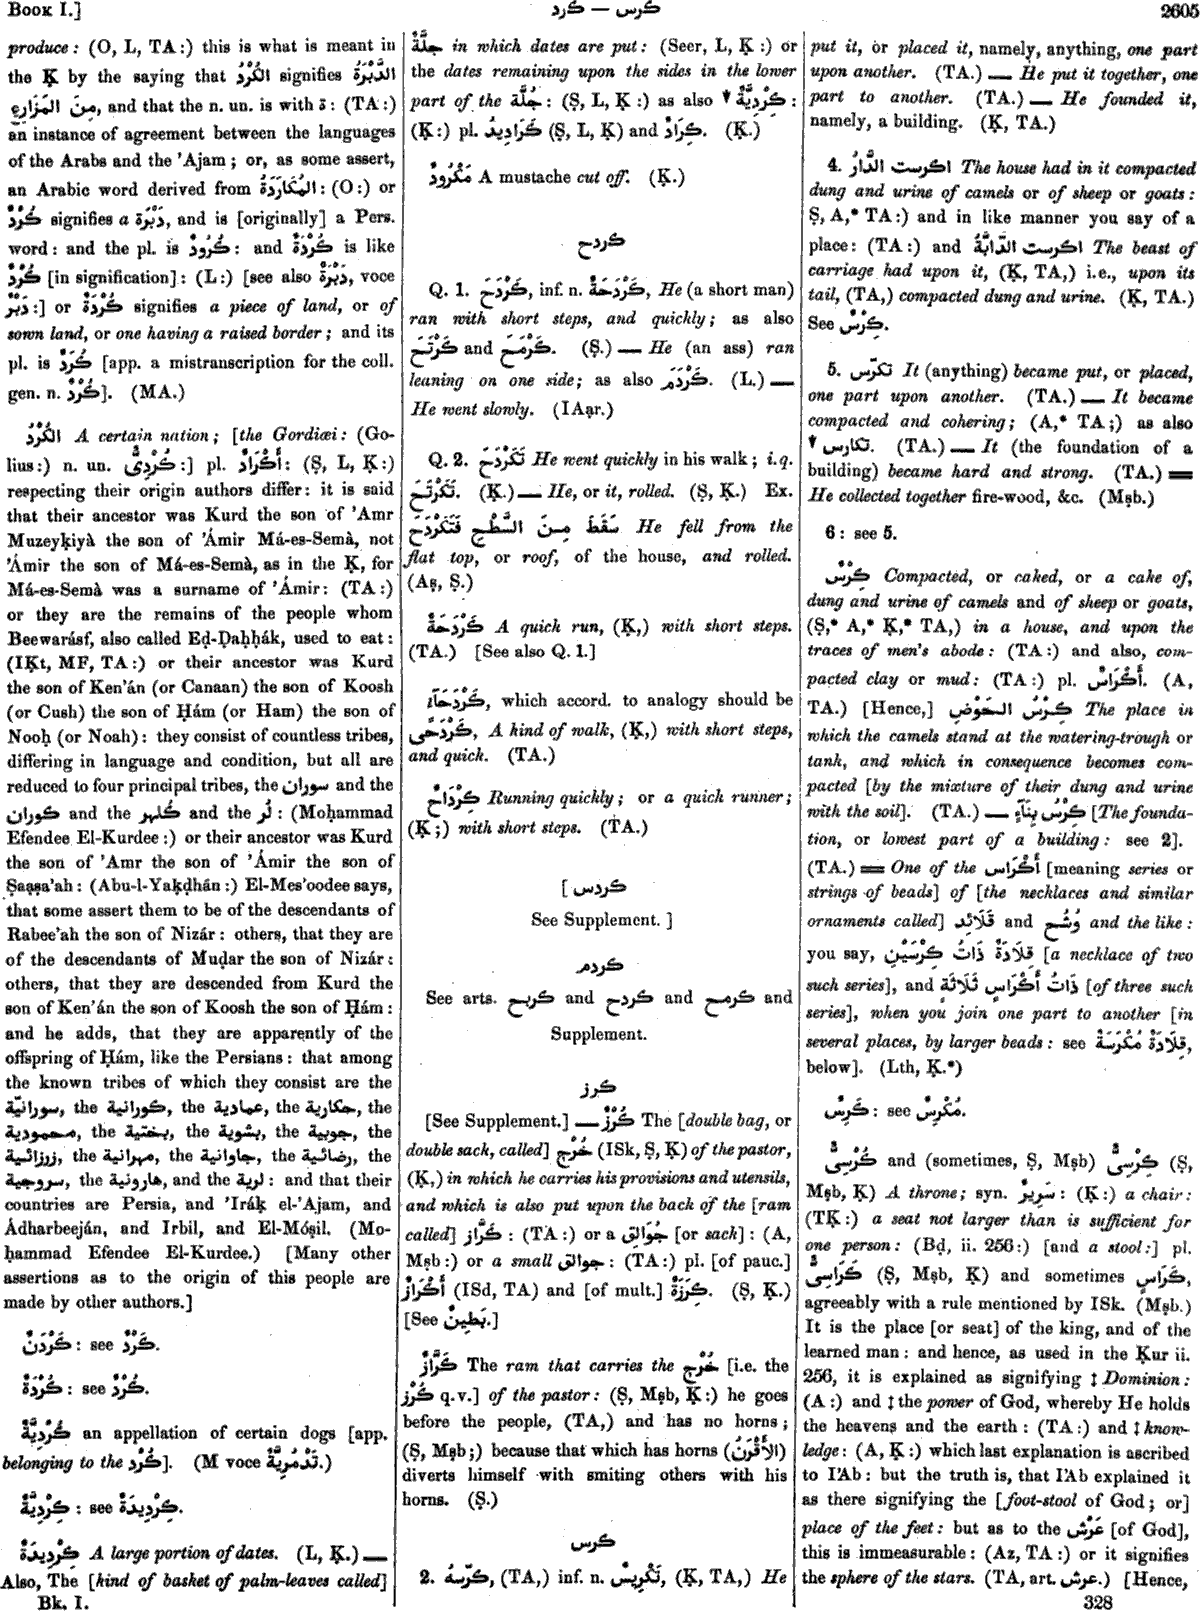 Book I.]
كرد — كرس
2605
produce: (O, L, TA:) this is what is meant in
the Ḳ by the saying that الكُرْدُ signifies الدَّبْرَةُ
مِنَ المَزَارِعِ, and that the n. un. is with ة: (TA:)
an instance of agreement between the languages
of the Arabs and the 'Ajam; or, as some assert,
an Arabic word derived from المُكَارَدَةُ: (O:) or
كُرْدٌ signifies a دَبْرَة, and is [originally] a Pers.
word: and the pl. is كُرُودٌ: and كُرْدَةٌ is like
كُرْدٌ [in signification]: (L:) [see also دَبْرَةٌ, voce
دَبْرٌ:] or كُرْدَةٌ signifies a piece of land, or of
sown land, or one having a raised border; and its
pl. is كُرَدٌ [app. a mistranscription for the coll.
gen. n. كُرْدٌ]. (MA.)
الكُرْدُ A certain nation; [the Gordiæi: (Go-
lius:) n. un. كُرْدِىٌّ:] pl. أَكْرَادٌ: (Ṣ, L, Ḳ:)
respecting their origin authors differ: it is said
that their ancestor was Kurd the son of 'Amr
Muzeyḳiyà the son of 'Ámir Má-es-Semà, not
'Ámir the son of Má-es-Semà, as in the Ḳ, for
Má-es-Semà was a surname of 'Ámir: (TA:)
or they are the remains of the people whom
Beewarásf, also called Eḍ-Ḍaḥḥák, used to eat:
(IḲt, MF, TA:) or their ancestor was Kurd
the son of Ken'án (or Canaan) the son of Koosh
(or Cush) the son of Ḥám (or Ham) the son of
Nooḥ (or Noah): they consist of countless tribes,
differing in language and condition, but all are
reduced to four principal tribes, the سوران and the
كوران and the كلهر and the لُر: (Moḥammad
Efendee El-Kurdee:) or their ancestor was Kurd
the son of 'Amr the son of 'Ámir the son of
Ṣaạṣa'ah: (Abu-l-Yaḳḍhán:) El-Mes'oodee says,
that some assert them to be of the descendants of
Rabee'ah the son of Nizár: others, that they are
of the descendants of Muḍar the son of Nizár:
others, that they are descended from Kurd the
son of Ken'án the son of Koosh the son of Ḥám:
and he adds, that they are apparently of the
offspring of Ḥám, like the Persians: that among
the known tribes of which they consist are the
سورانيّة, the كورانية, the عمادية, the حكارية, the
محمودية, the بختية, the بشوية, the جوبية, the
زرزائية, the مهرانية, the جاوانية, the رضائية, the
سروجية, the هارونية, and the لرية: and that their
countries are Persia, and 'Iráḳ el-'Ajam, and
Ádharbeeján, and Irbil, and El-Móṣil. (Mo-
ḥammad Efendee El-Kurdee.) [Many other
assertions as to the origin of this people are
made by other authors.]
كَرْدَنٌ: see كَرْدٌ.
كَرْدَةٌ: see كُرْدٌ.
كُرْدِيَّةٌ an appellation of certain dogs [app.
belonging to the كُرْد]. (M voce تَدْمُرِيَّةٌ.)
كِرْدِيَّةٌ: see كِرْدِيدَةٌ.
كِرْدِيدَةٌ A large portion of dates. (L, Ḳ.) —
Also, The [kind of basket of palm-leaves called]
Bk. I.
جُلَّة in which dates are put: (Seer, L, Ḳ:) or
the dates remaining upon the sides in the lower
part of the جُلَّة: (Ṣ, L, Ḳ:) as also ▼ كِرْدِيَّةٌ:
(Ḳ:) pl. كَرَادِيدُ (Ṣ, L, Ḳ) and كِرَادٌ. (Ḳ.)
مَكْرُودٌ A mustache cut off. (Ḳ.)
كردح
Q. 1. كَرْدَحَ, inf. n. كَرْدَحَةٌ, He (a short man)
ran with short steps, and quickly; as also
كَرْتَحَ and كَرْمَحَ. (Ṣ.) — He (an ass) ran
leaning on one side; as also كَرْدَمَ. (L.) —
He went slowly. (IAạr.)
Q. 2. تَكَرْدَحَ He went quickly in his walk; i.q.
تَكَرْتَحَ. (Ḳ.) — He, or it, rolled. (Ṣ, Ḳ.) Ex.
سَقَطَ مِنَ السَّطْحِ فَتَكَرْدَحَ He fell from the
flat top, or roof, of the house, and rolled.
(Aṣ, Ṣ.)
كَرْدَحَةٌ A quick run, (Ḳ,) with short steps.
(TA.) [See also Q. 1.]
كَرْدَحَآءُ, which accord. to analogy should be
كَرْدَحَى, A kind of walk, (Ḳ,) with short steps,
and quick. (TA.)
كِرْدَاحٌ Running quickly; or a quick runner;
(Ḳ;) with short steps. (TA.)
[ كردس
See Supplement. ]
كردم
See arts. كربح and كردح and كرمح and
Supplement.
كرز
[See Supplement.] — كُرْزٌ The [double bag, or
double sack, called] خُرْج (ISk, Ṣ, Ḳ) of the pastor,
(Ḳ,) in which he carries his provisions and utensils,
and which is also put upon the back of the [ram
called] كَرَّاز: (TA:) or a جُوَالِق [or sack]: (A,
Mṣb:) or a small جوالق: (TA:) pl. [of pauc.]
أَكْرَازٌ (ISd, TA) and [of mult.] كِرَزَةٌ. (Ṣ, Ḳ.)
[See بَطِينٌ.]
كَرَّازٌ The ram that carries the خُرْج [i.e. the
كُرْز q.v.] of the pastor: (Ṣ, Mṣb, Ḳ:) he goes
before the people, (TA,) and has no horns;
(Ṣ, Mṣb;) because that which has horns (الأَقْرَنُ)
diverts himself with smiting others with his
horns. (Ṣ.)
كرس
2. كرّسهُ, (TA,) inf. n. تَكْرِيسٌ, (Ḳ, TA,) He
put it, or placed it, namely, anything, one part
upon another. (TA.) — He put it together, one
part to another. (TA.) — He founded it,
namely, a building. (Ḳ, TA.)
4. اكرست الدَّارُ The house had in it compacted
dung and urine of camels or of sheep or goats:
Ṣ, A,* TA:) and in like manner you say of a
place: (TA:) and اكرست الدَّابَّةُ The beast of
carriage had upon it, (Ḳ, TA,) i.e., upon its
tail, (TA,) compacted dung and urine. (Ḳ, TA.)
See كِرْسٌ.
5. تكرّس It (anything) became put, or placed,
one part upon another. (TA.) — It became
compacted and cohering; (A,* TA;) as also
▼ تكارس. (TA.) — It (the foundation of a
building) became hard and strong. (TA.) =
He collected together fire-wood, &c. (Mṣb.)
6: see 5.
كِرْسٌ Compacted, or caked, or a cake of,
dung and urine of camels and of sheep or goats,
(Ṣ,* A,* Ḳ,* TA,) in a house, and upon the
traces of men's abode: (TA:) and also, com-
pacted clay or mud: (TA:) pl. أَكْرَاسٌ. (A,
TA.) [Hence,] كِرْسُ الحَوْضِ The place in
which the camels stand at the watering-trough or
tank, and which in consequence becomes com-
pacted [by the mixture of their dung and urine
with the soil]. (TA.) — كِرْسُ بِنَآءٍ [The founda-
tion, or lowest part of a building: see 2].
(TA.) = One of the أَكْرَاس [meaning series or
strings of beads] of [the necklaces and similar
ornaments called] قَلَائِد and وُشُح and the like:
you say, قِلَادَةٌ ذَاتُ كِرْسَيْنِ [a necklace of two
such series], and ذَاتُ أَكْرَاسٍ ثَلَاثَةٍ [of three such
series], when you join one part to another [in
several places, by larger beads: see قِلَادَةٌ مُكْرَسَةٌ,
below]. (Lth, Ḳ.*)
كَرِسٌ: see مُكْرِسٌ.
كُرْسِىٌّ and (sometimes, Ṣ, Mṣb) كِرْسِىٌّ (Ṣ,
Mṣb, Ḳ) A throne; syn. سَرِيرٌ: (Ḳ:) a chair:
(TḲ:) a seat not larger than is sufficient for
one person: (Bḍ, ii. 256:) [and a stool:] pl.
كَرَاسِىُّ (Ṣ, Mṣb, Ḳ) and sometimes كَرَاسٍ,
agreeably with a rule mentioned by ISk. (Mṣb.)
It is the place [or seat] of the king, and of the
learned man: and hence, as used in the Ḳur ii.
256, it is explained as signifying ‡ Dominion:
(A:) and ‡ the power of God, whereby He holds
the heavens and the earth: (TA:) and ‡ know-
ledge: (A, Ḳ:) which last explanation is ascribed
to I'Ab: but the truth is, that I'Ab explained it
as there signifying the [foot-stool of God; or]
place of the feet: but as to the عَرْش [of God],
this is immeasurable: (Az, TA:) or it signifies
the sphere of the stars. (TA, art. عرش.) [Hence,
328